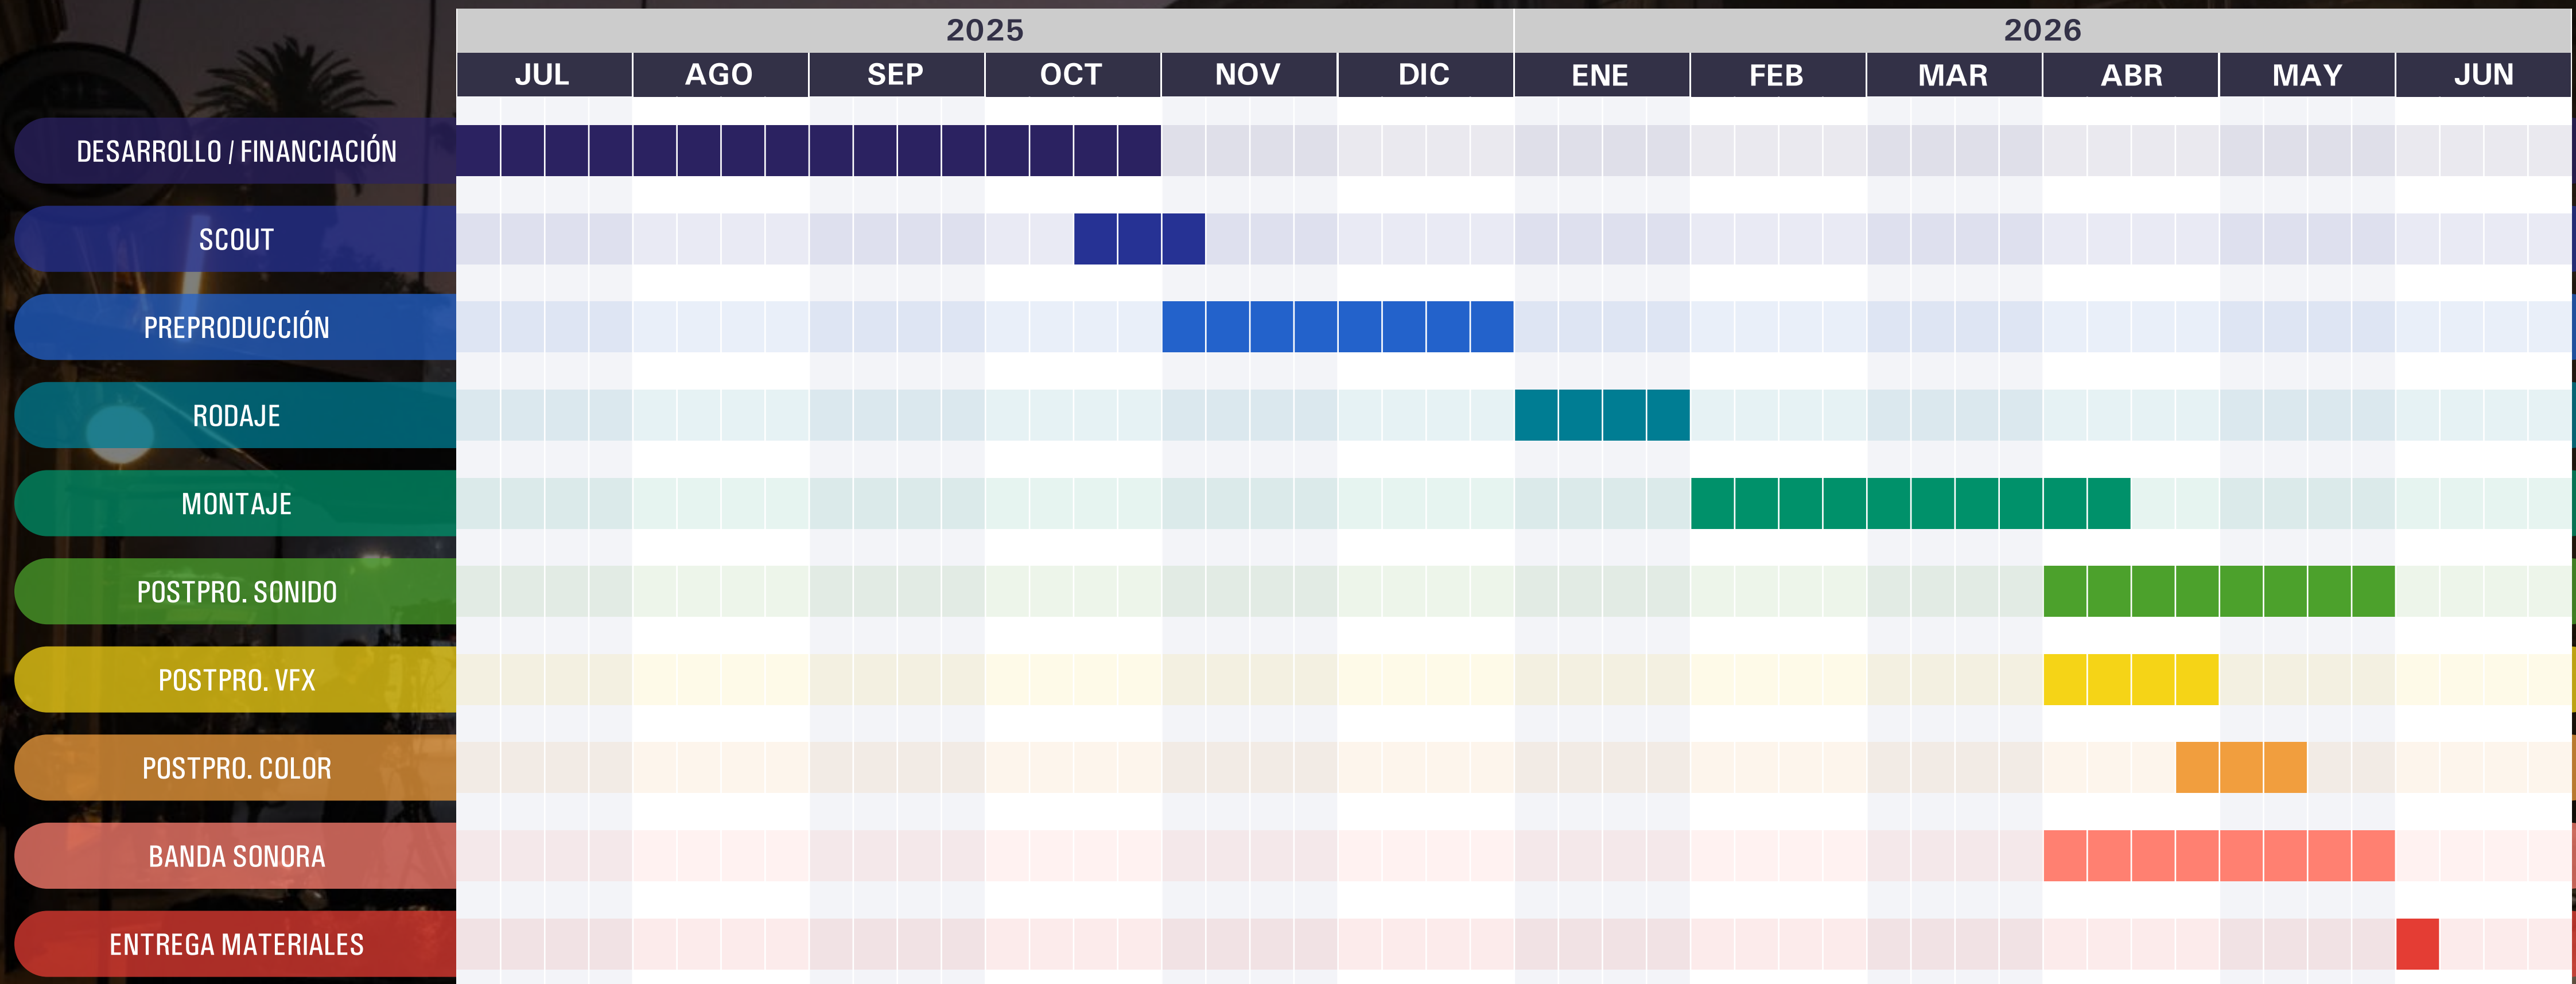 2025 2026
JUL AGO SEP OCT NOV DIC ENE FEB MAR ABR MAY JUN
DESARROLLO / FINANCIACIÓN
SCOUT
PREPRODUCCIÓN
RODAJE
MONTAJE
POSTPRO. SONIDO
POSTPRO. VFX
POSTPRO. COLOR
BANDA SONORA
ENTREGA MATERIALES